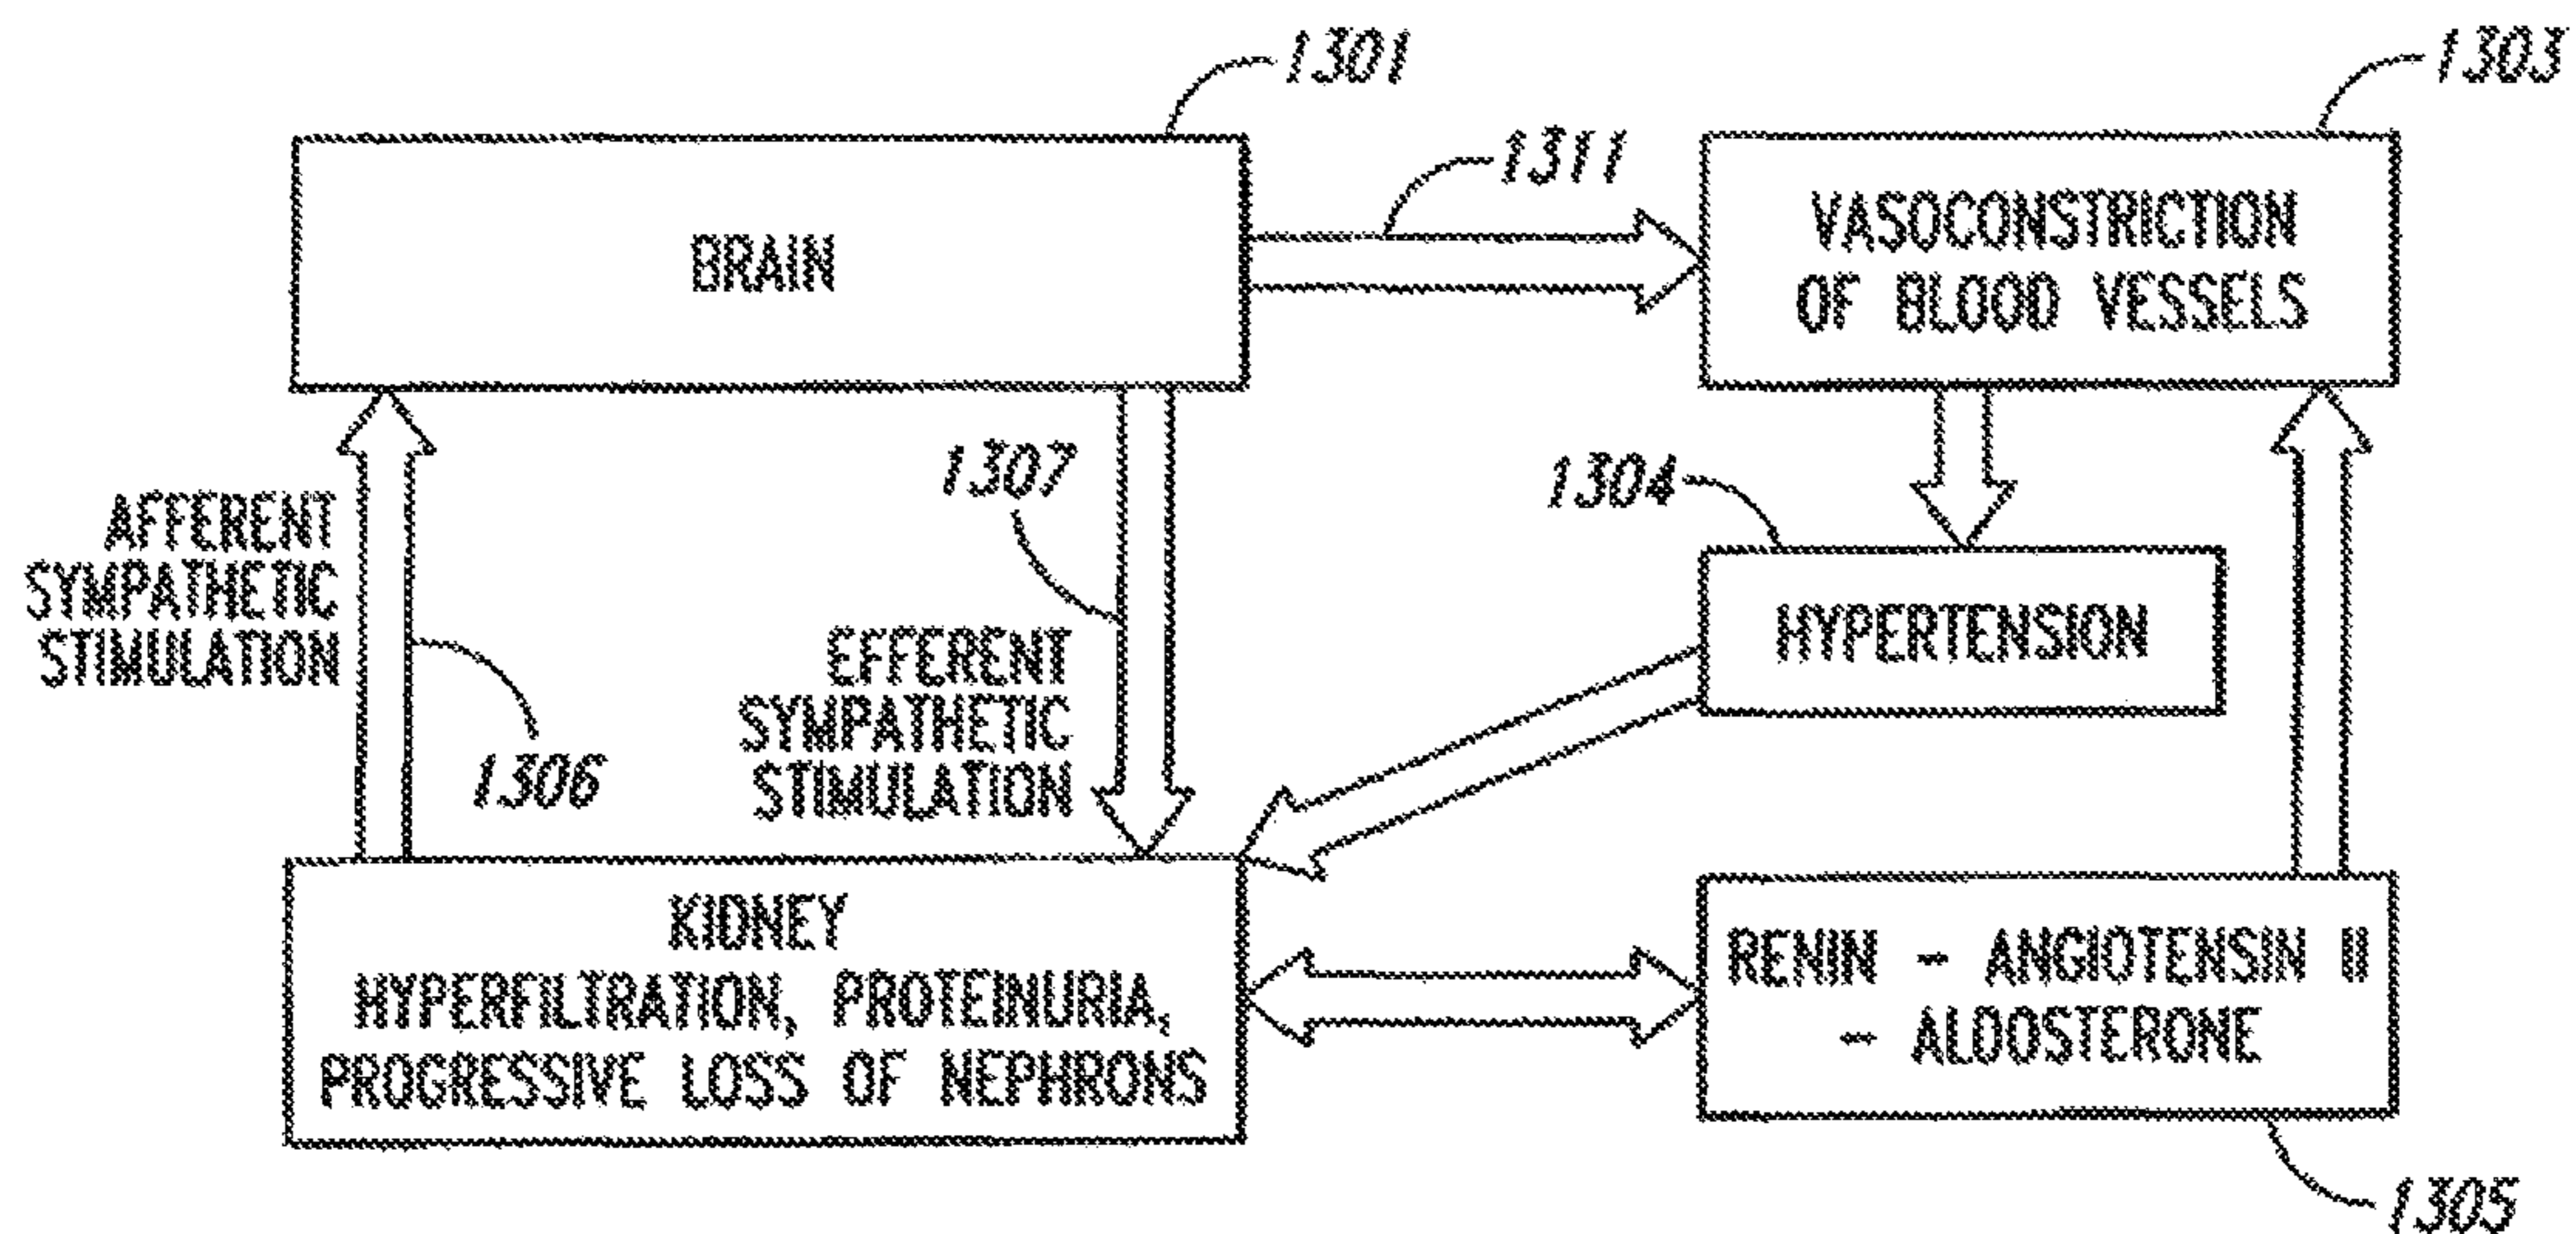 1301
1303
1311
BRAIN
VASOCONSTRICTION
OF BLOOD VESSELS
1307
1304
AFFERENT
SYMPATHETIC
STIMULATION
HYPERTENSION
EFFERENT
SYMPATHETIC
STIMULATION
1306
KIDNEY
HYPERFILTRATION, PROTEINURIA,
PROGRESSIVE LOSS OF NEPHRONS
RENIN - ANGIOTENSIN II
- ALDOSTERONE
1305